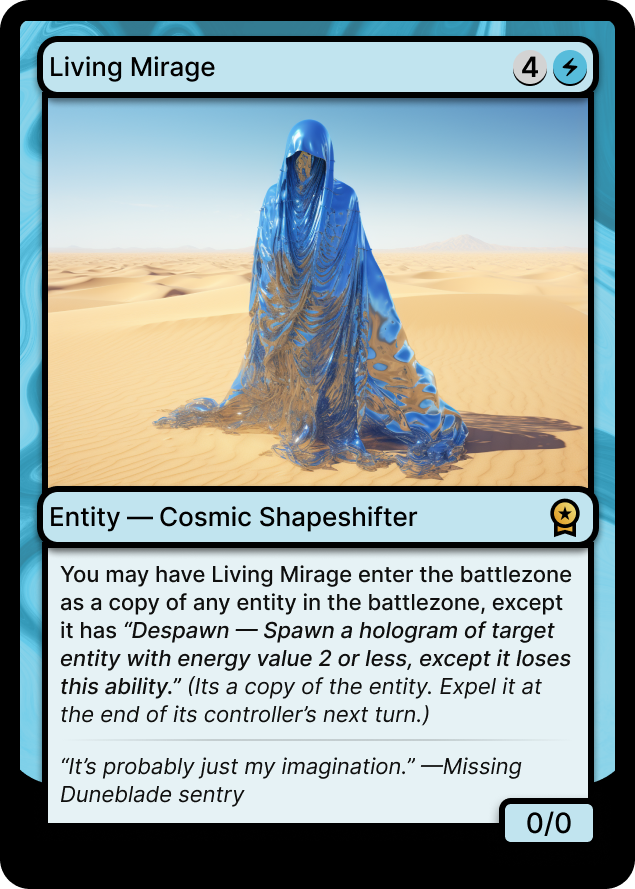 Living Mirage
4
Entity — Cosmic Shapeshifter
You may have Living Mirage enter the battlezone
as a copy of any entity in the battlezone, except
it has “Despawn — Spawn a hologram of target
entity with energy value 2 or less, except it loses
this ability.” (Its a copy of the entity. Expel it at
the end of its controller’s next turn.)
“It’s probably just my imagination.” —Missing
Duneblade sentry
0/0